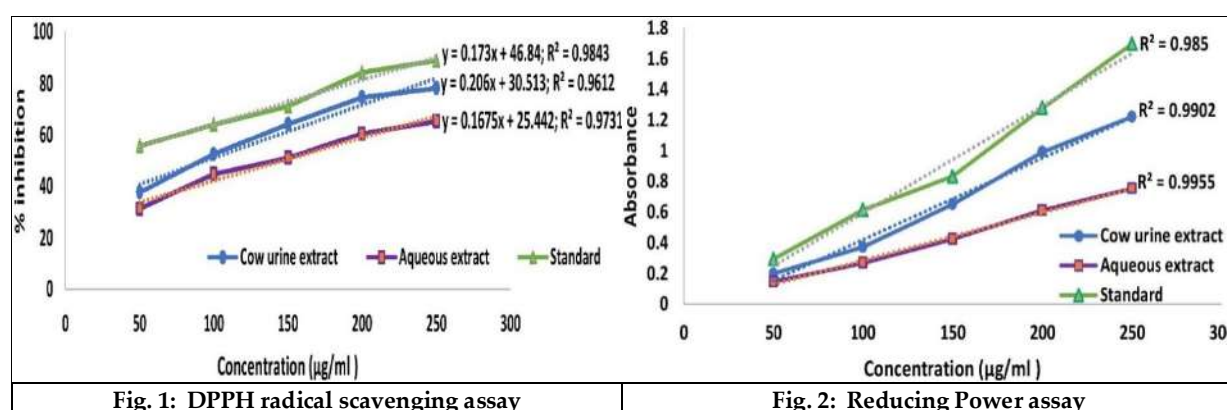 100
80
60
40
20
0
% inhibition
y = 0.173x + 46.84; R² = 0.9843
y = 0.206x + 30.513; R² = 0.9612
y = 0.1675x + 25.442; R² = 0.9731
Cow urine extract
Aqueous extract
Standard
0 50 100 150 200 250 300
Concentration (µg/ml )
Fig. 1: DPPH radical scavenging assay
1.8
1.6
1.4
1.2
1
0.8
0.6
0.4
0.2
0
Absorbance
R² = 0.985
R² = 0.9902
R² = 0.9955
Cow urine extract
Aqueous extract
Standard
0 50 100 150 200 250 300
Concentration (µg/ml )
Fig. 2: Reducing Power assay